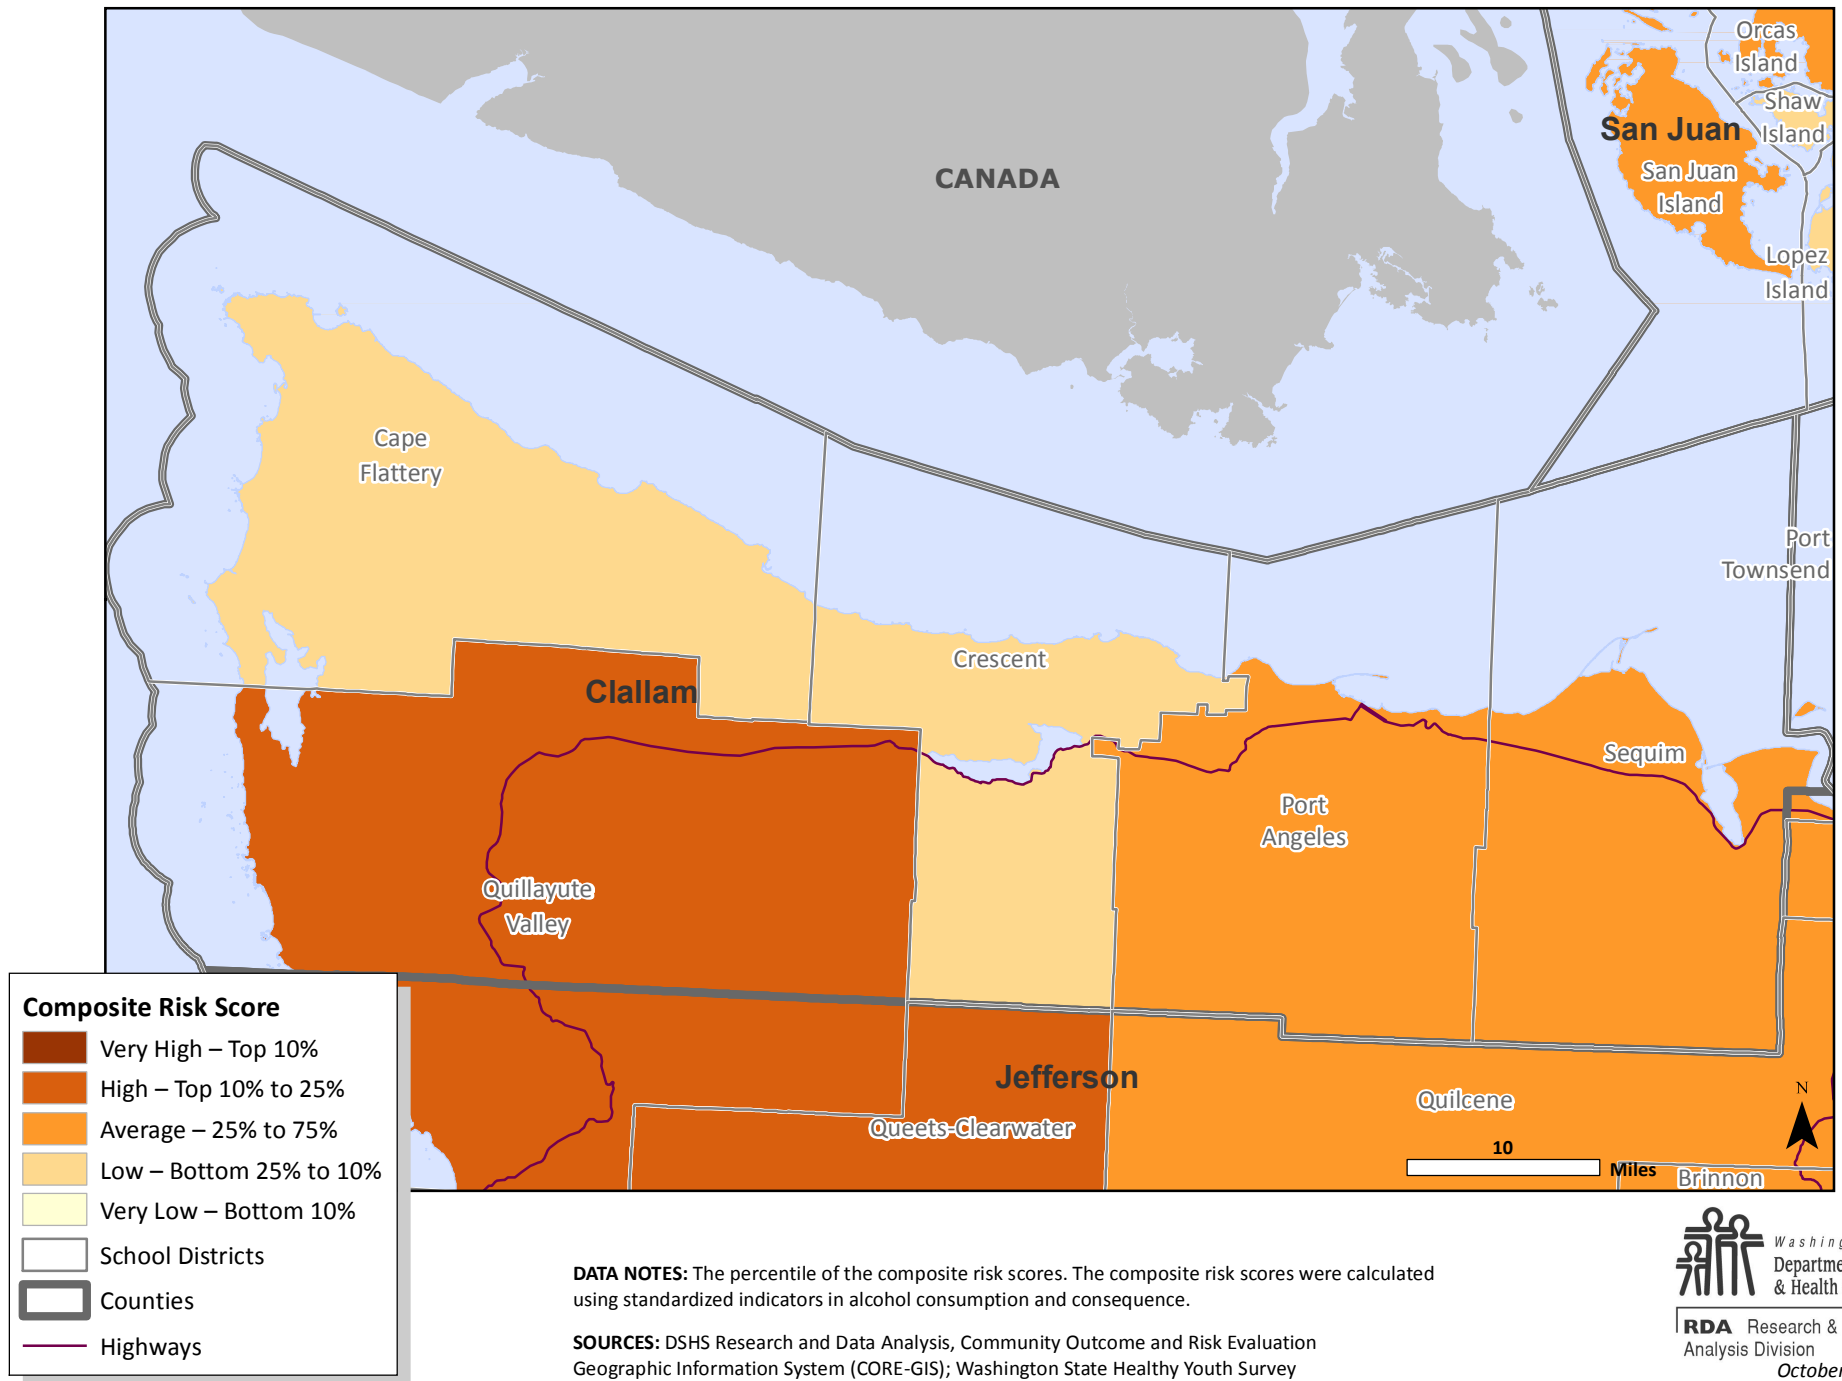 Orcas
Island
Shaw
Island
San Juan
San Juan
Island
Lopez
Island
CANADA
Cape
Flattery
Port
Townsend
Crescent
Clallam
Sequim
Port
Angeles
Quillayute
Valley
Jefferson
Quilcene
Queets-Clearwater
Brinnon
N
10
Miles
Composite Risk Score
Very High – Top 10%
High – Top 10% to 25%
Average – 25% to 75%
Low – Bottom 25% to 10%
Very Low – Bottom 10%
School Districts
Counties
Highways
DATA NOTES: The percentile of the composite risk scores. The composite risk scores were calculated
using standardized indicators in alcohol consumption and consequence.
SOURCES: DSHS Research and Data Analysis, Community Outcome and Risk Evaluation
Geographic Information System (CORE-GIS); Washington State Healthy Youth Survey
& Health
RDA Research &
Analysis Division
October